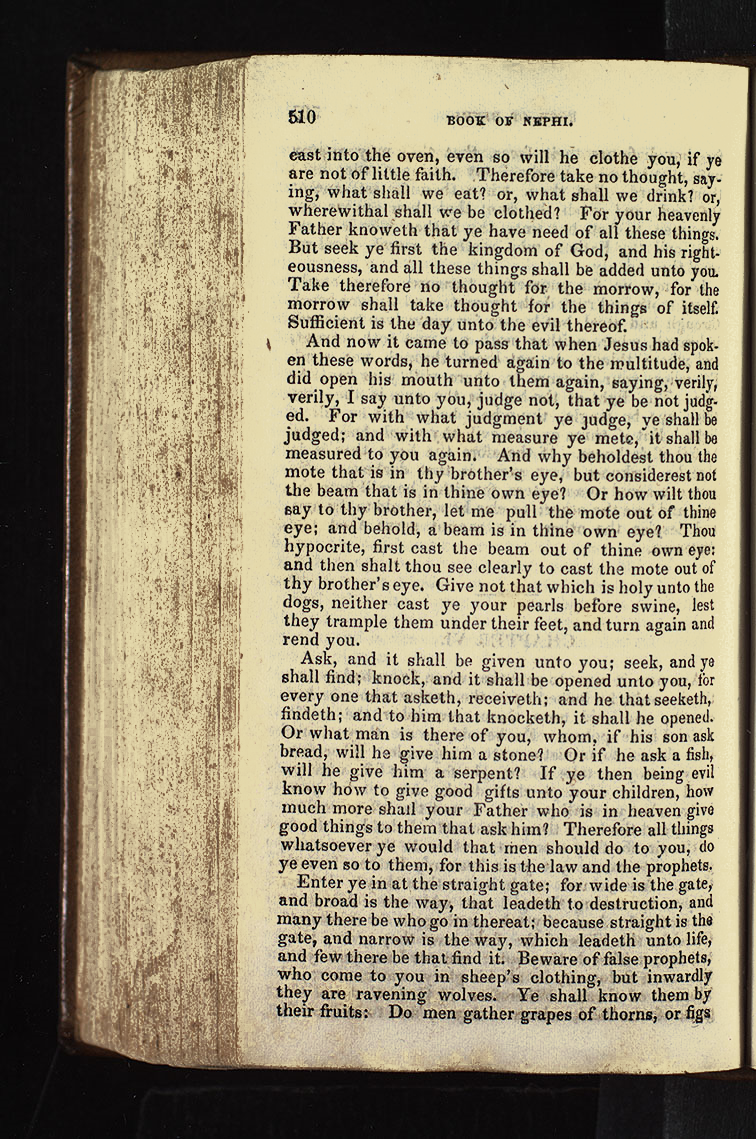 510 BOOK OF NEPHI.
cast into the oven, even so will he clothe you, if ye
are not of little faith. Therefore take no thought, say-
ing, what shall we eat? or, what shall we drink? or,
wherewithal shall we be clothed? For your heavenly
Father knoweth that ye have need of all these things.
But seek ye first the kingdom of God, and his right-
eousness, and all these things shall be added unto you.
Take therefore no thought for the morrow, for the
morrow shall take thought for the things of itself.
Sufficient is the day unto the evil thereof.
And now it came to pass that when Jesus had spok-
en these words, he turned again to the multitude, and
did open his mouth unto them again, saying, verily,
verily, I say unto you, judge not, that ye be not judg-
ed. For with what judgment ye judge, ye shall be
judged; and with what measure ye mete, it shall be
measured to you again. And why beholdest thou the
mote that is in thy brother's eye, but considerest not
the beam that is in thine own eye? Or how wilt thou
say to thy brother, let me pull the mote out of thine
eye; and behold, a beam is in thine own eye? Thou
hypocrite, first cast the beam out of thine own eye:
and then shalt thou see clearly to cast the mote out of
thy brother's eye. Give not that which is holy unto the
dogs, neither cast ye your pearls before swine, lest
they trample them under their feet, and turn again and
rend you.
Ask, and it shall be given unto you; seek, and ye
shall find; knock, and it shall be opened unto you, for
every one that asketh, receiveth; and he that seeketh,
findeth; and to him that knocketh, it shall he opened.
Or what man is there of you, whom, if his son ask
bread, will he give him a stone? Or if he ask a fish,
will he give him a serpent? If ye then being evil
know how to give good gifts unto your children, how
much more shall your Father who is in heaven give
good things to them that ask him? Therefore all things
whatsoever ye would that men should do to you, do
ye even so to them, for this is the law and the prophets.
Enter ye in at the straight gate; for wide is the gate,
and broad is the way, that leadeth to destruction, and
many there be who go in thereat; because straight is the
gate, and narrow is the way, which leadeth unto life,
and few there be that find it. Beware of false prophets,
who come to you in sheep's clothing, but inwardly
they are ravening wolves. Ye shall know them by
their fruits: Do men gather grapes of thorns, or figs